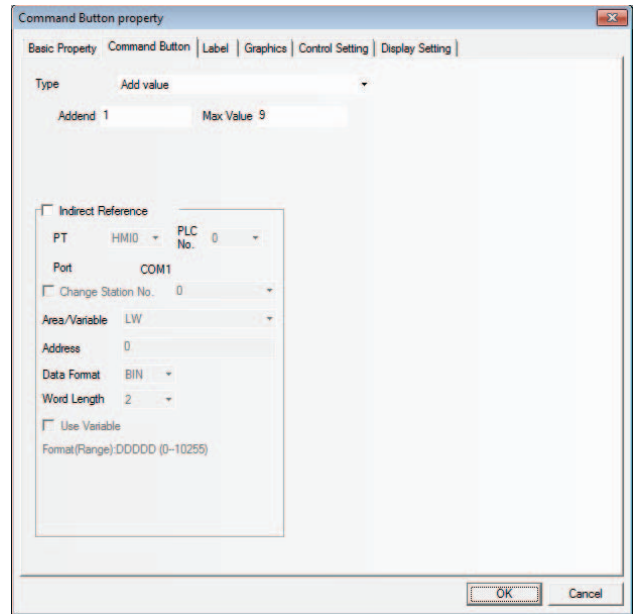 Command Button property
Basic Property Command Button Label Graphics Control Setting Display Setting
Type Add value
Addend 1 Max Value 9
Indirect Reference
PT HMI0 PLC No. 0
Port COM1
Change Station No. 0
Area/Variable LW
Address 0
Data Format BIN
Word Length 2
Use Variable
Format(Range):DDDDD (0~10255)
OK Cancel